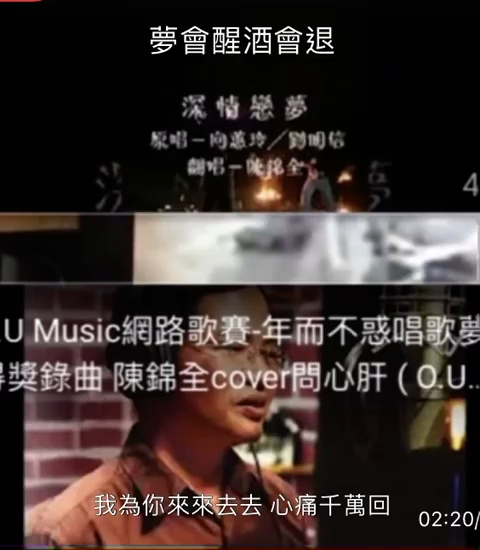 夢會醒酒會退
深情戀夢
原唱－向蕙玲／劉明信
翻唱－陳錦全
4
.U Music網路歌賽-年而不惑唱歌夢
得獎錄曲 陳錦全cover問心肝 ( O.U...
我為你來來去去 心痛千萬回
02:20/